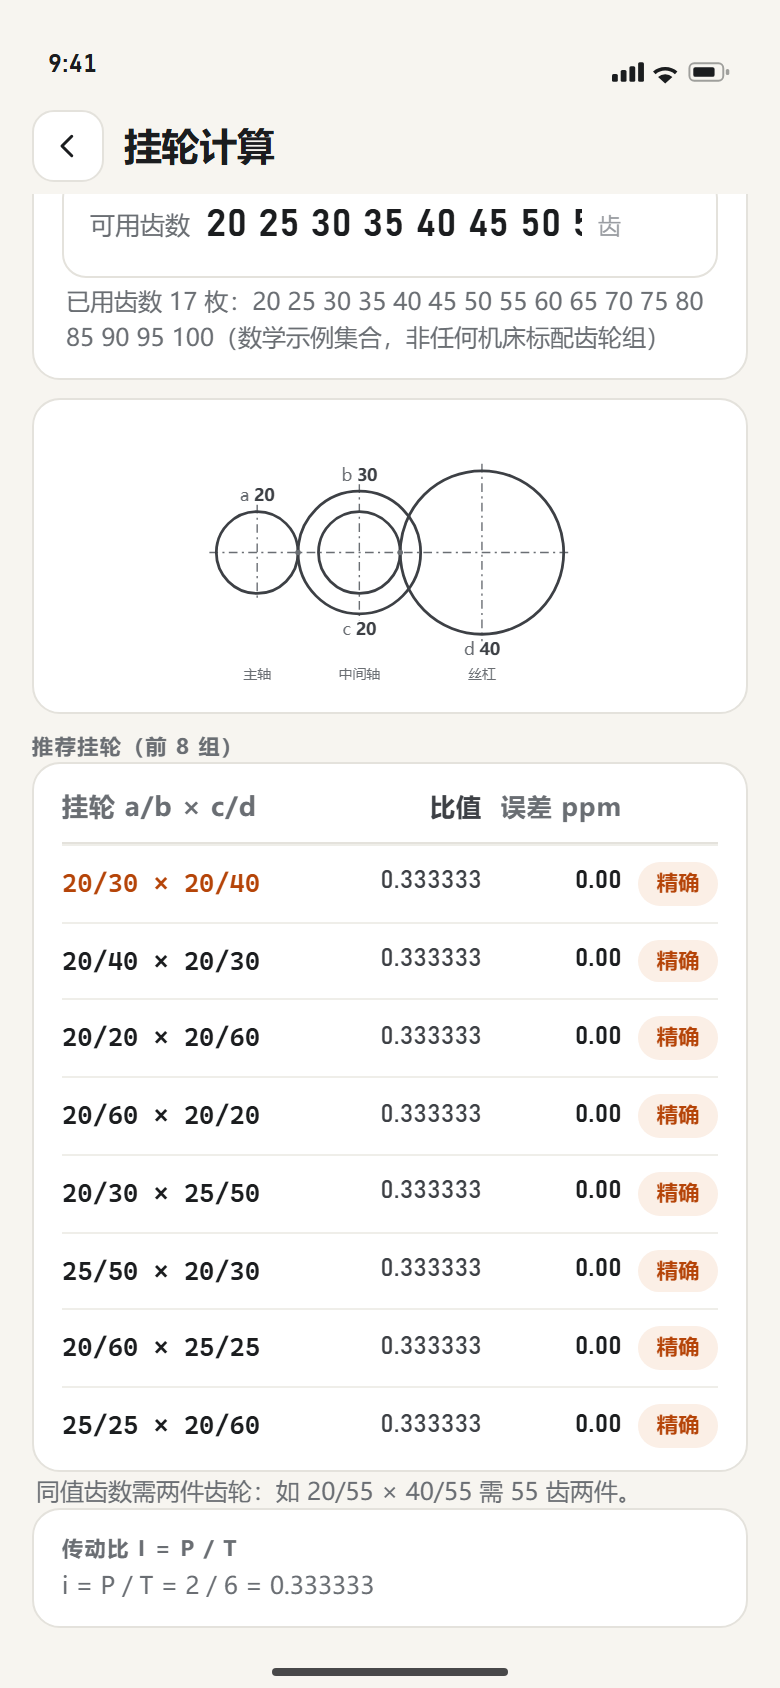 9:41
挂轮计算
可用齿数 20 25 30 35 40 45 50 齿
已用齿数 17 枚：20 25 30 35 40 45 50 55 60 65 70 75 80
85 90 95 100（数学示例集合，非任何机床标配齿轮组）
b 30
a 20
c 20
d 40
主轴 中间轴 丝杠
推荐挂轮（前 8 组）
挂轮 a/b × c/d 比值 误差 ppm
20/30 × 20/40 0.333333 0.00 精确
20/40 × 20/30 0.333333 0.00 精确
20/20 × 20/60 0.333333 0.00 精确
20/60 × 20/20 0.333333 0.00 精确
20/30 × 25/50 0.333333 0.00 精确
25/50 × 20/30 0.333333 0.00 精确
20/60 × 25/25 0.333333 0.00 精确
25/25 × 20/60 0.333333 0.00 精确
同值齿数需两件齿轮：如 20/55 × 40/55 需 55 齿两件。
传动比 I = P / T
i = P / T = 2 / 6 = 0.333333